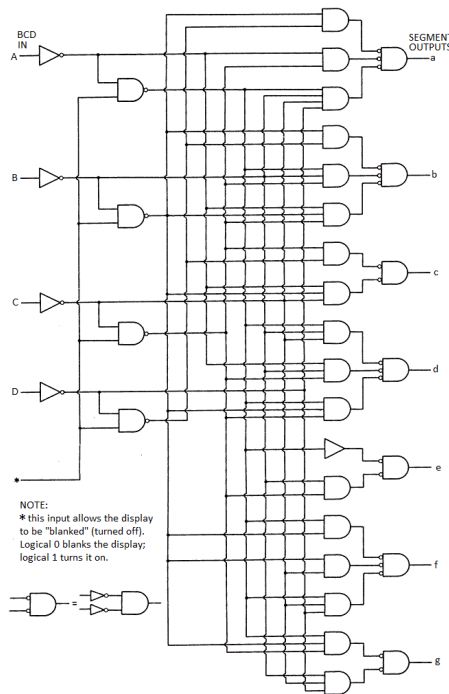 BCD
IN
A
B
C
D
*
SEGMENT
OUTPUTS
a
b
c
d
e
f
g
NOTE:
* this input allows the display
to be "blanked" (turned off).
Logical 0 blanks the display;
logical 1 turns it on.
=